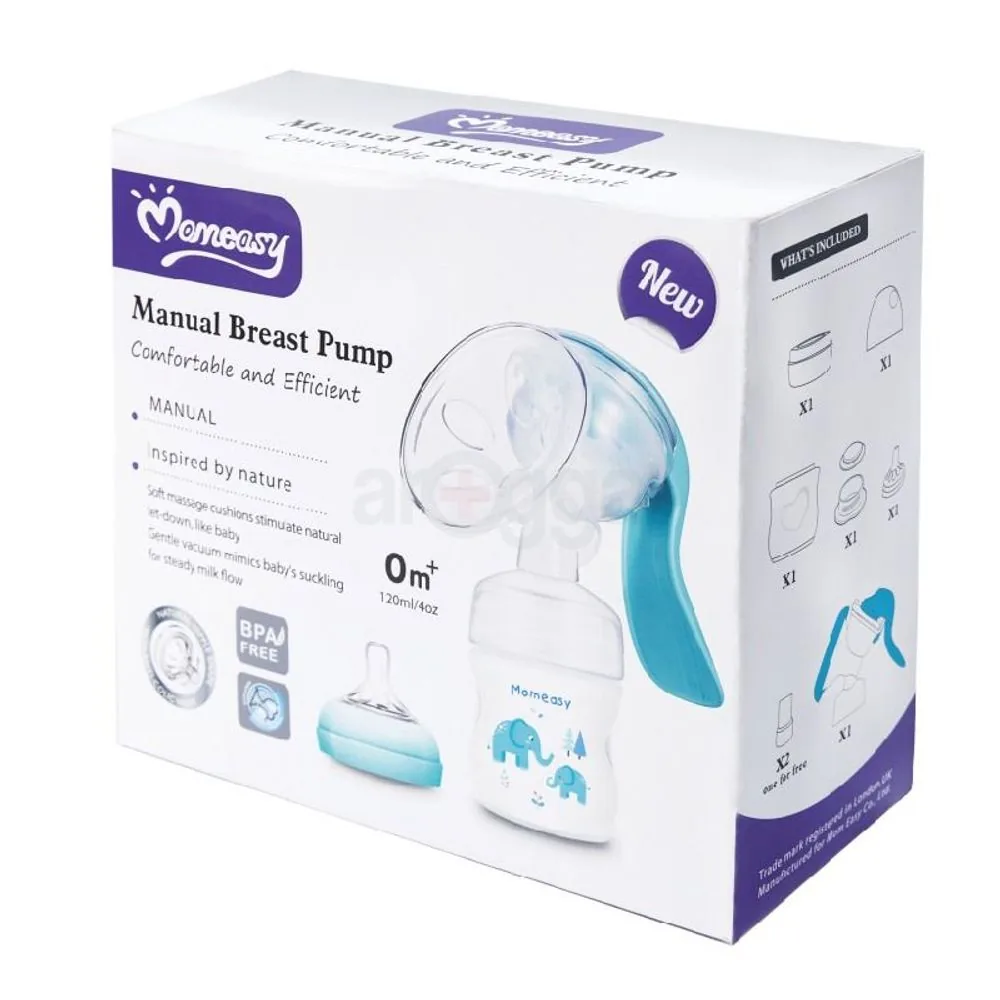 Momeasy
Manual Breast Pump
Comfortable and Efficient
Momeasy
New
Manual Breast Pump
Comfortable and Efficient
MANUAL
Inspired by nature
Soft massage cushions stimuate natural
et-down, like baby
Gentle vacuum mimics baby's suckling
for steady milk flow
0m+
120ml/4oz
BPA
FREE
Momeasy
arogga
WHAT'S INCLUDED
X1
X1
X1
X1
X1
X2
one for free
X1
Trade mark registered in London, UK
Manufactured for Mom Easy Co., Ltd.